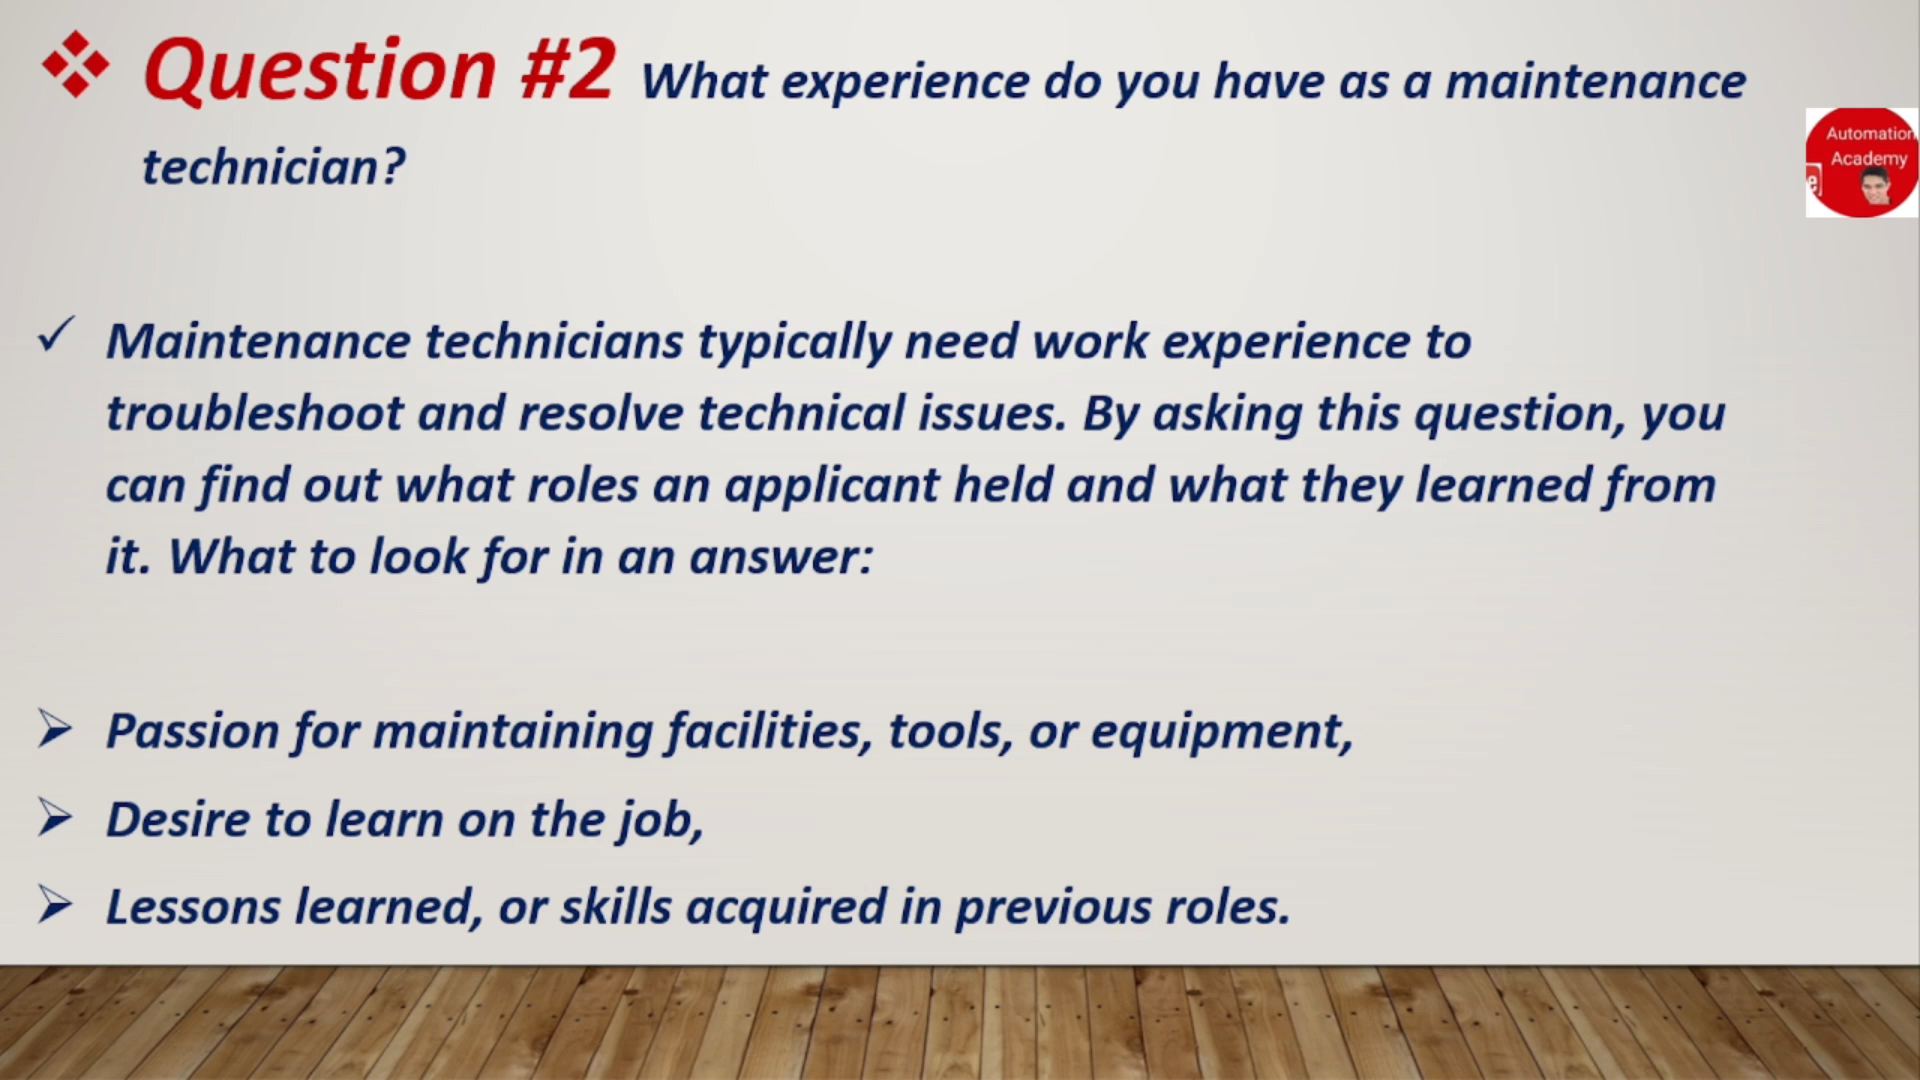 Question #2 What experience do you have as a maintenance
technician?
Automation
Academy
e
Maintenance technicians typically need work experience to
troubleshoot and resolve technical issues. By asking this question, you
can find out what roles an applicant held and what they learned from
it. What to look for in an answer:
Passion for maintaining facilities, tools, or equipment,
Desire to learn on the job,
Lessons learned, or skills acquired in previous roles.